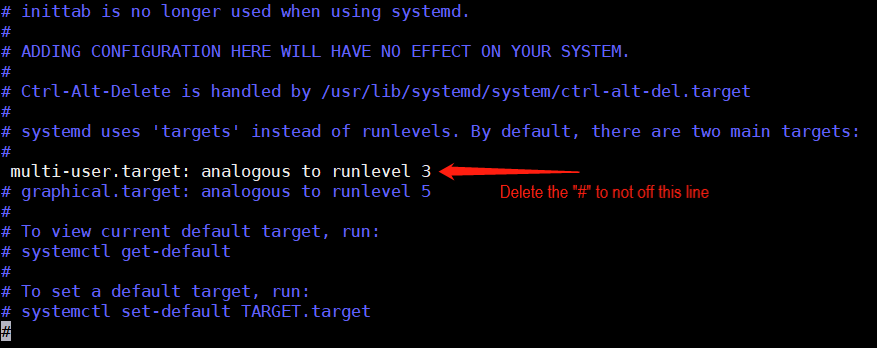 # inittab is no longer used when using systemd.
#
# ADDING CONFIGURATION HERE WILL HAVE NO EFFECT ON YOUR SYSTEM.
#
# Ctrl-Alt-Delete is handled by /usr/lib/systemd/system/ctrl-alt-del.target
#
# systemd uses 'targets' instead of runlevels. By default, there are two main targets:
#
multi-user.target: analogous to runlevel 3
# graphical.target: analogous to runlevel 5
Delete the "#" to not off this line
#
# To view current default target, run:
# systemctl get-default
#
# To set a default target, run:
# systemctl set-default TARGET.target
#